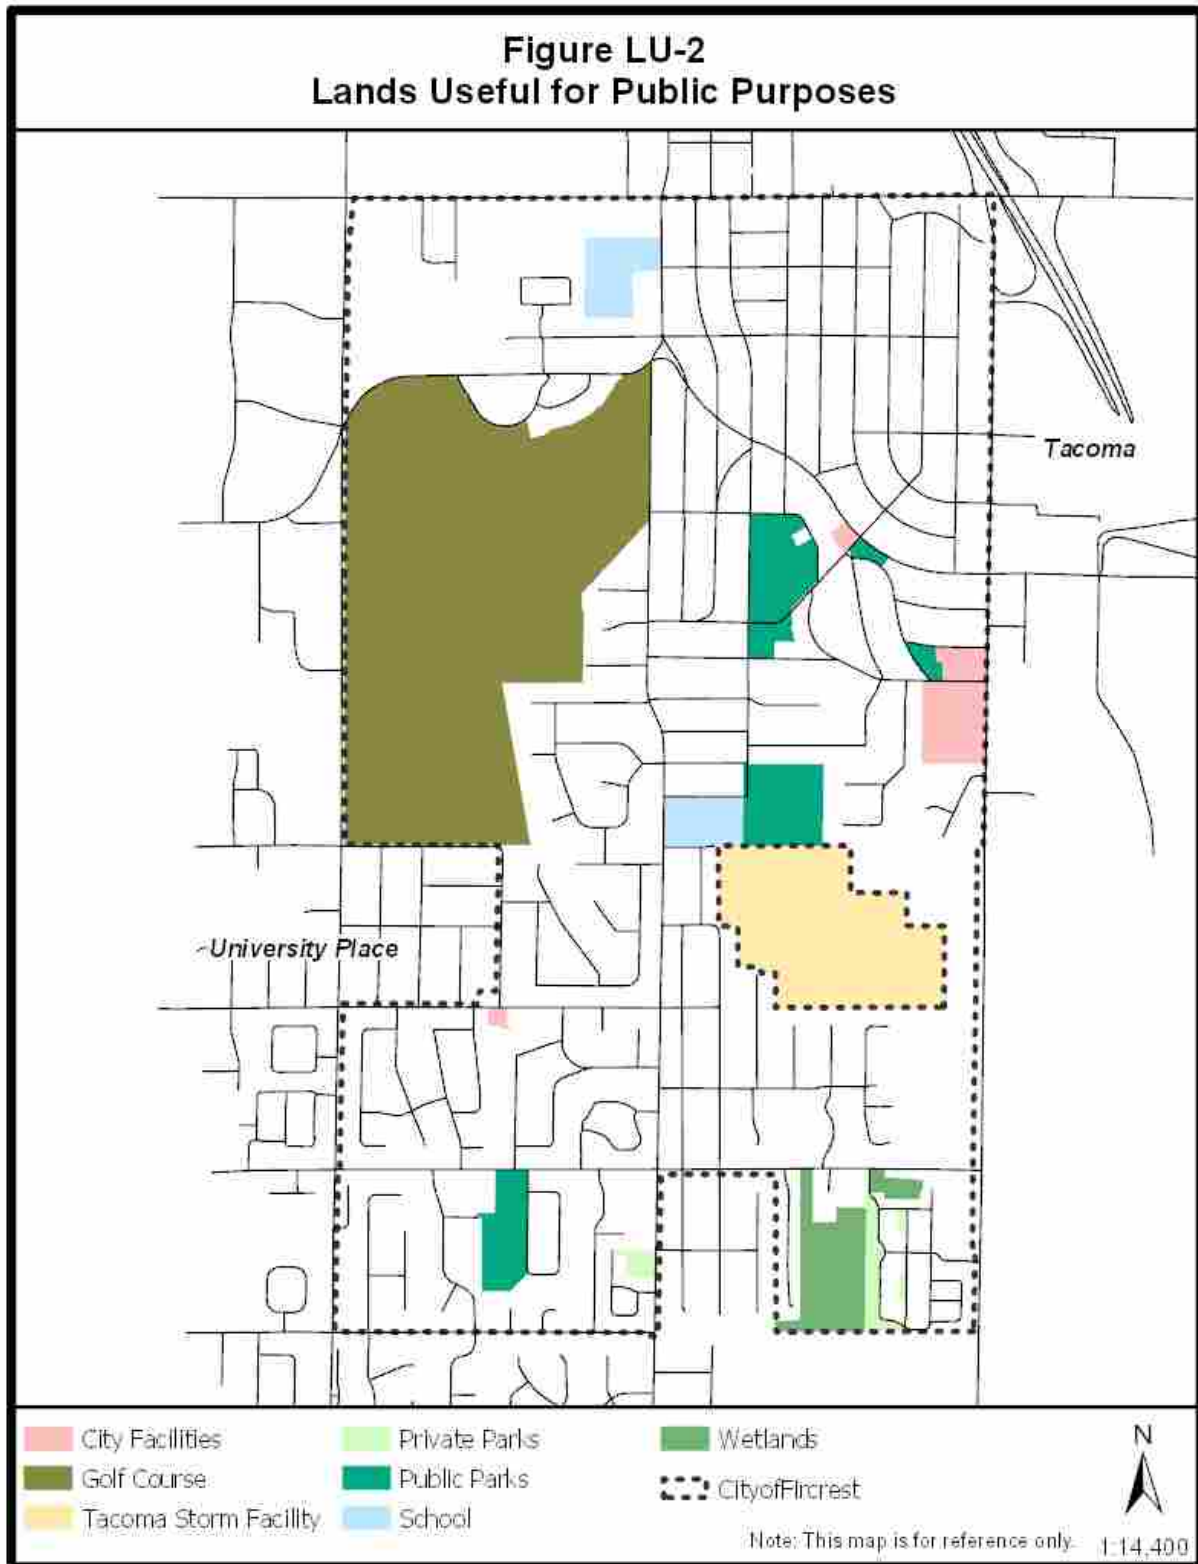 Figure LU-2
Lands Useful for Public Purposes
Tacoma
University Place
City Facilities
Golf Course
Tacoma Storm Facility
Private Parks
Public Parks
School
Wetlands
CityofFircrest
N
Note: This map is for reference only.
1:14,400